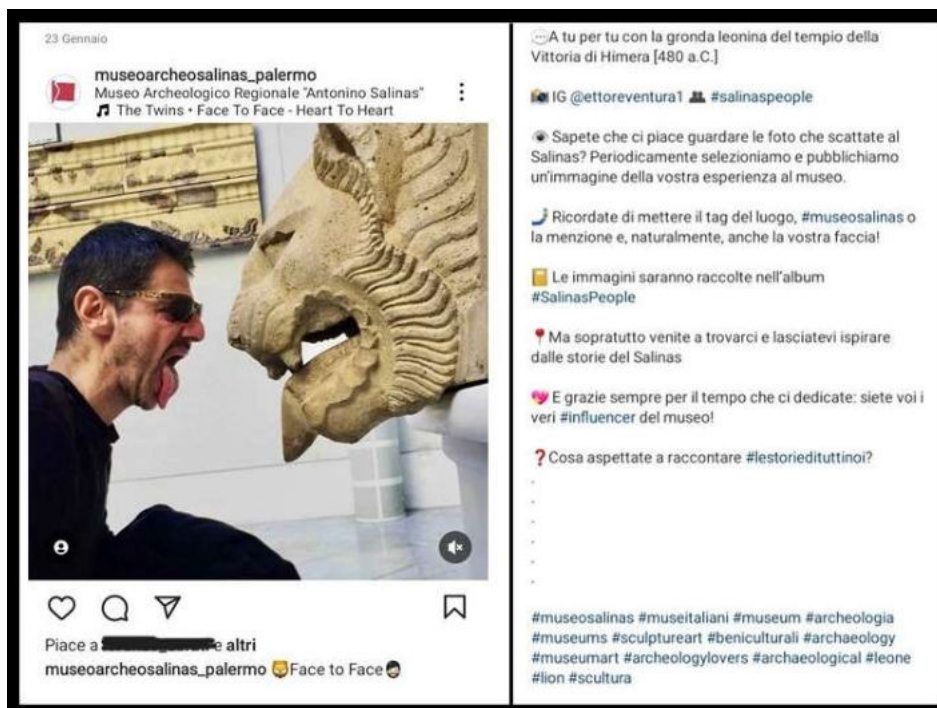 23 Gennaio
museoarcheosalinas_palermo
Museo Archeologico Regionale "Antonino Salinas"
The Twins • Face To Face - Heart To Heart
Piace a e altri
museoarcheosalinas_palermo Face to Face
A tu per tu con la gronda leonina del tempio della
Vittoria di Himera [480 a.C.]
IG @ettoreventura1 #salinaspeople
Sapete che ci piace guardare le foto che scattate al
Salinas? Periodicamente selezioniamo e pubblichiamo
un'immagine della vostra esperienza al museo.
Ricordate di mettere il tag del luogo, #museosalinas o
la menzione e, naturalmente, anche la vostra faccia!
Le immagini saranno raccolte nell'album
#SalinasPeople
Ma sopratutto venite a trovarci e lasciatevi ispirare
dalle storie del Salinas
E grazie sempre per il tempo che ci dedicate: siete voi i
veri #influencer del museo!
Cosa aspettate a raccontare #lestoriedituttinoi?
.
.
.
.
.
.
#museosalinas #museitaliani #museum #archeologia
#museums #sculptureart #beniculturali #archaeology
#museumart #archeologylovers #archaeological #leone
#lion #scultura